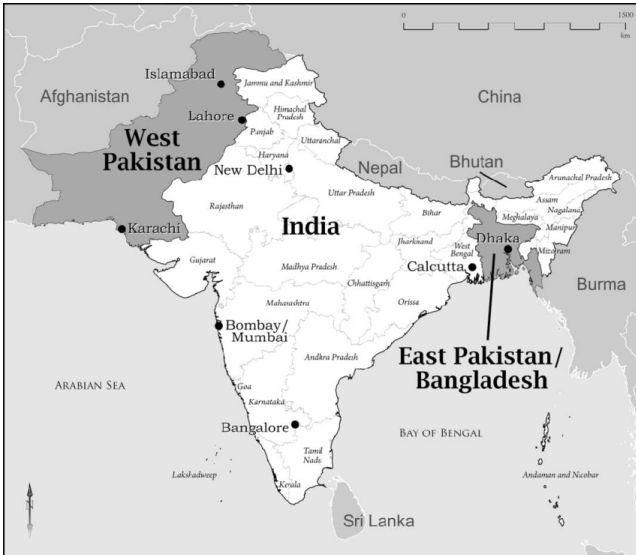 0
1500
km
Islamabad
Jammu and Kashmir
Afghanistan
China
Himachal
Pradesh
Lahore
Punjab
Uttaranchal
West
Pakistan
Haryana
New Delhi
Nepal
Bhutan
Arunachal Pradesh
Uttar Pradesh
Assam
Nagaland
Rajasthan
Bihar
Meghalaya
Manipur
Karachi
India
Dhaka
Jharkhand
West
Bengal
Mizoram
Gujarat
Madhya Pradesh
Calcutta
Chhattisgarh
Burma
Maharashtra
Orissa
Bombay/
Mumbai
Andhra Pradesh
East Pakistan/
Bangladesh
Arabian Sea
Goa
Karnataka
Bangalore
Bay of Bengal
Tamil
Nadu
Lakshadweep
Andaman and Nicobar
Kerala
N
Sri Lanka